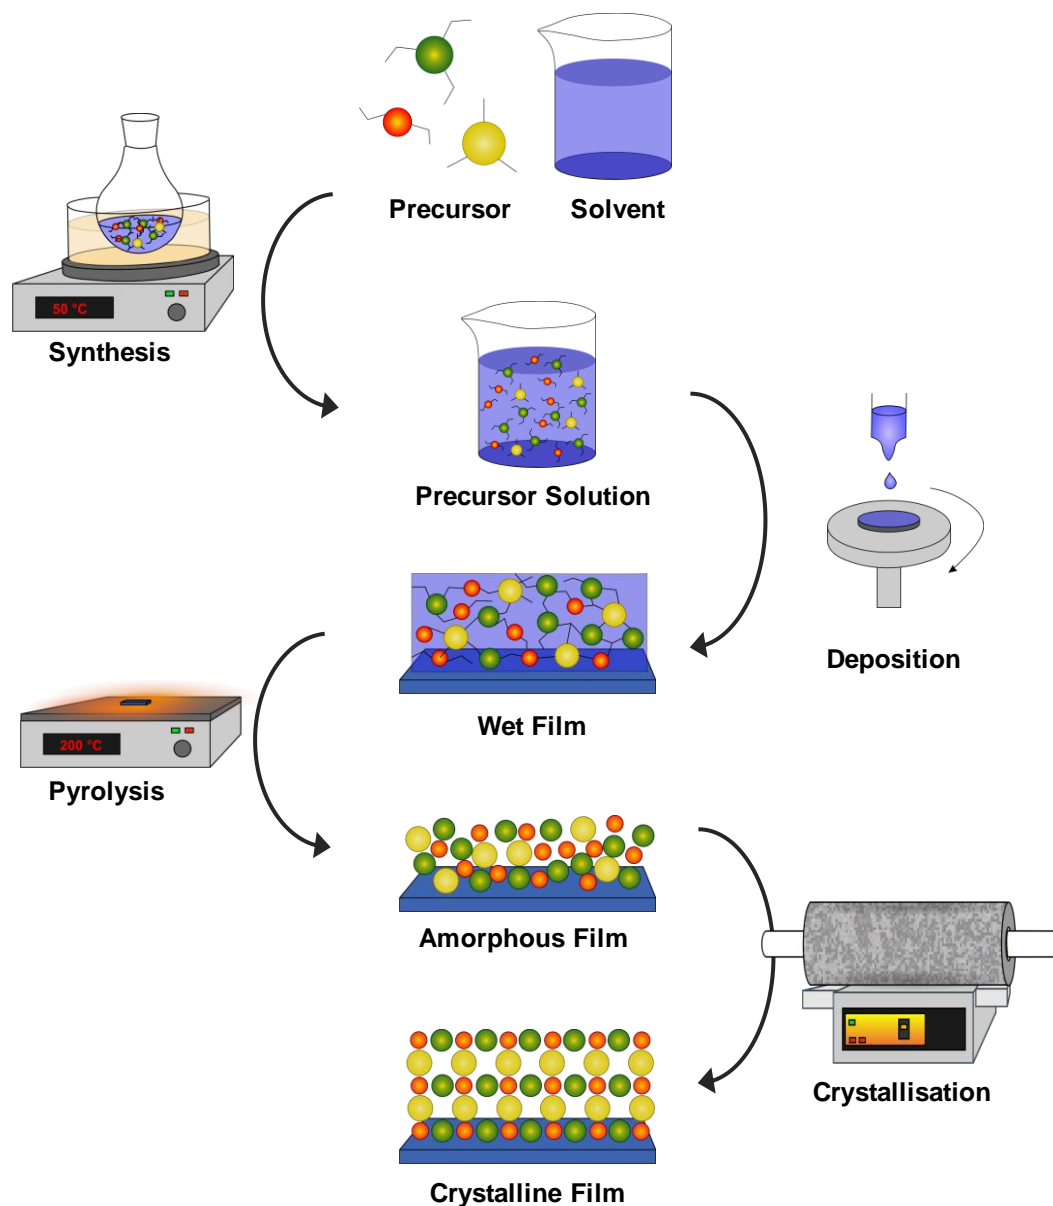 Precursor
Solvent
50 °C
Synthesis
Precursor Solution
Deposition
Wet Film
200 °C
Pyrolysis
Amorphous Film
Crystallisation
Crystalline Film